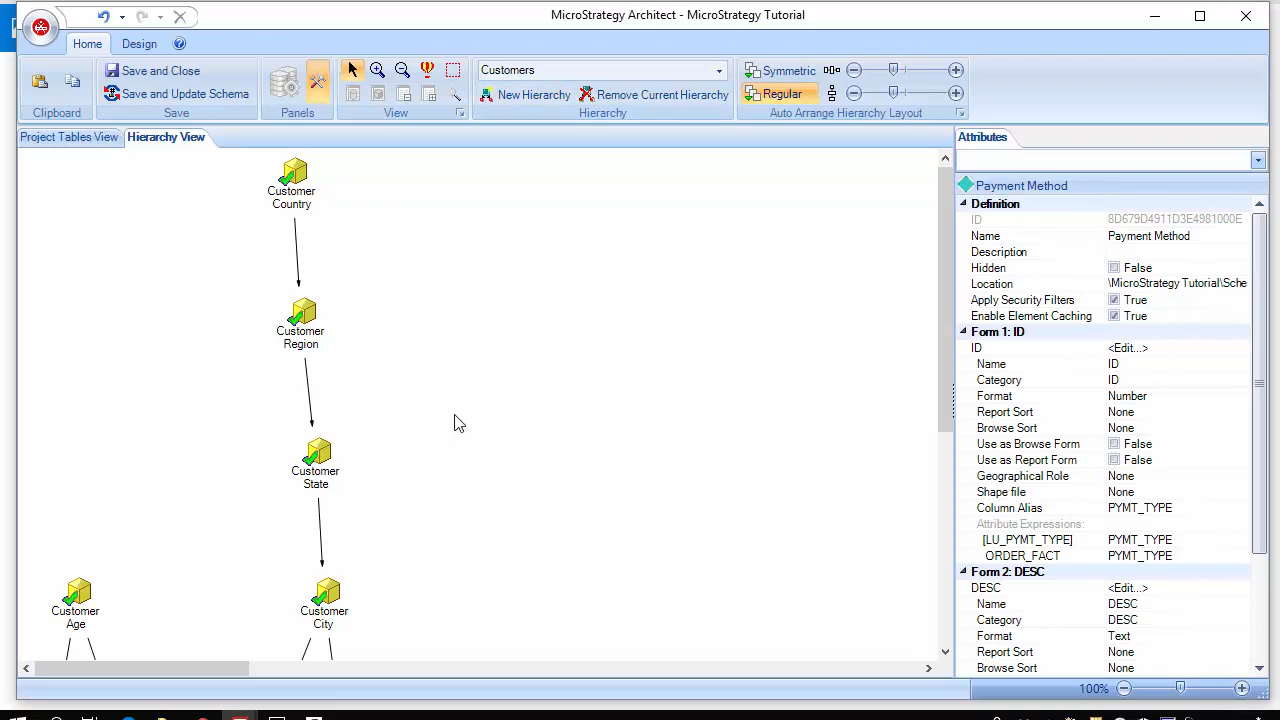 MicroStrategy Architect - MicroStrategy Tutorial
Home
Design
Save and Close
Save and Update Schema
Clipboard
Save
Panels
View
Customers
New Hierarchy
Remove Current Hierarchy
Hierarchy
Symmetric
Regular
Auto Arrange Hierarchy Layout
Project Tables View
Hierarchy View
Customer
Country
Customer
Region
Customer
State
Customer
Age
Customer
City
Attributes
Payment Method
Definition
ID 8D679D4911D3E4981000E
Name Payment Method
Description
Hidden False
Location \MicroStrategy Tutorial\Sche
Apply Security Filters True
Enable Element Caching True
Form 1: ID
ID <Edit...>
Name ID
Category ID
Format Number
Report Sort None
Browse Sort None
Use as Browse Form False
Use as Report Form False
Geographical Role None
Shape file None
Column Alias PYMT_TYPE
Attribute Expressions:
[LU_PYMT_TYPE] PYMT_TYPE
ORDER_FACT PYMT_TYPE
Form 2: DESC
DESC <Edit...>
Name DESC
Category DESC
Format Text
Report Sort None
Browse Sort None
100%